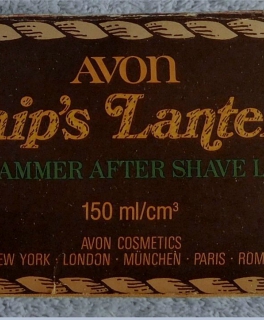 AVON
hip's Lante
AMMER AFTER SHAVE L
150 ml/cm³
AVON COSMETICS
EW YORK · LONDON · MÜNCHEN · PARIS · ROM